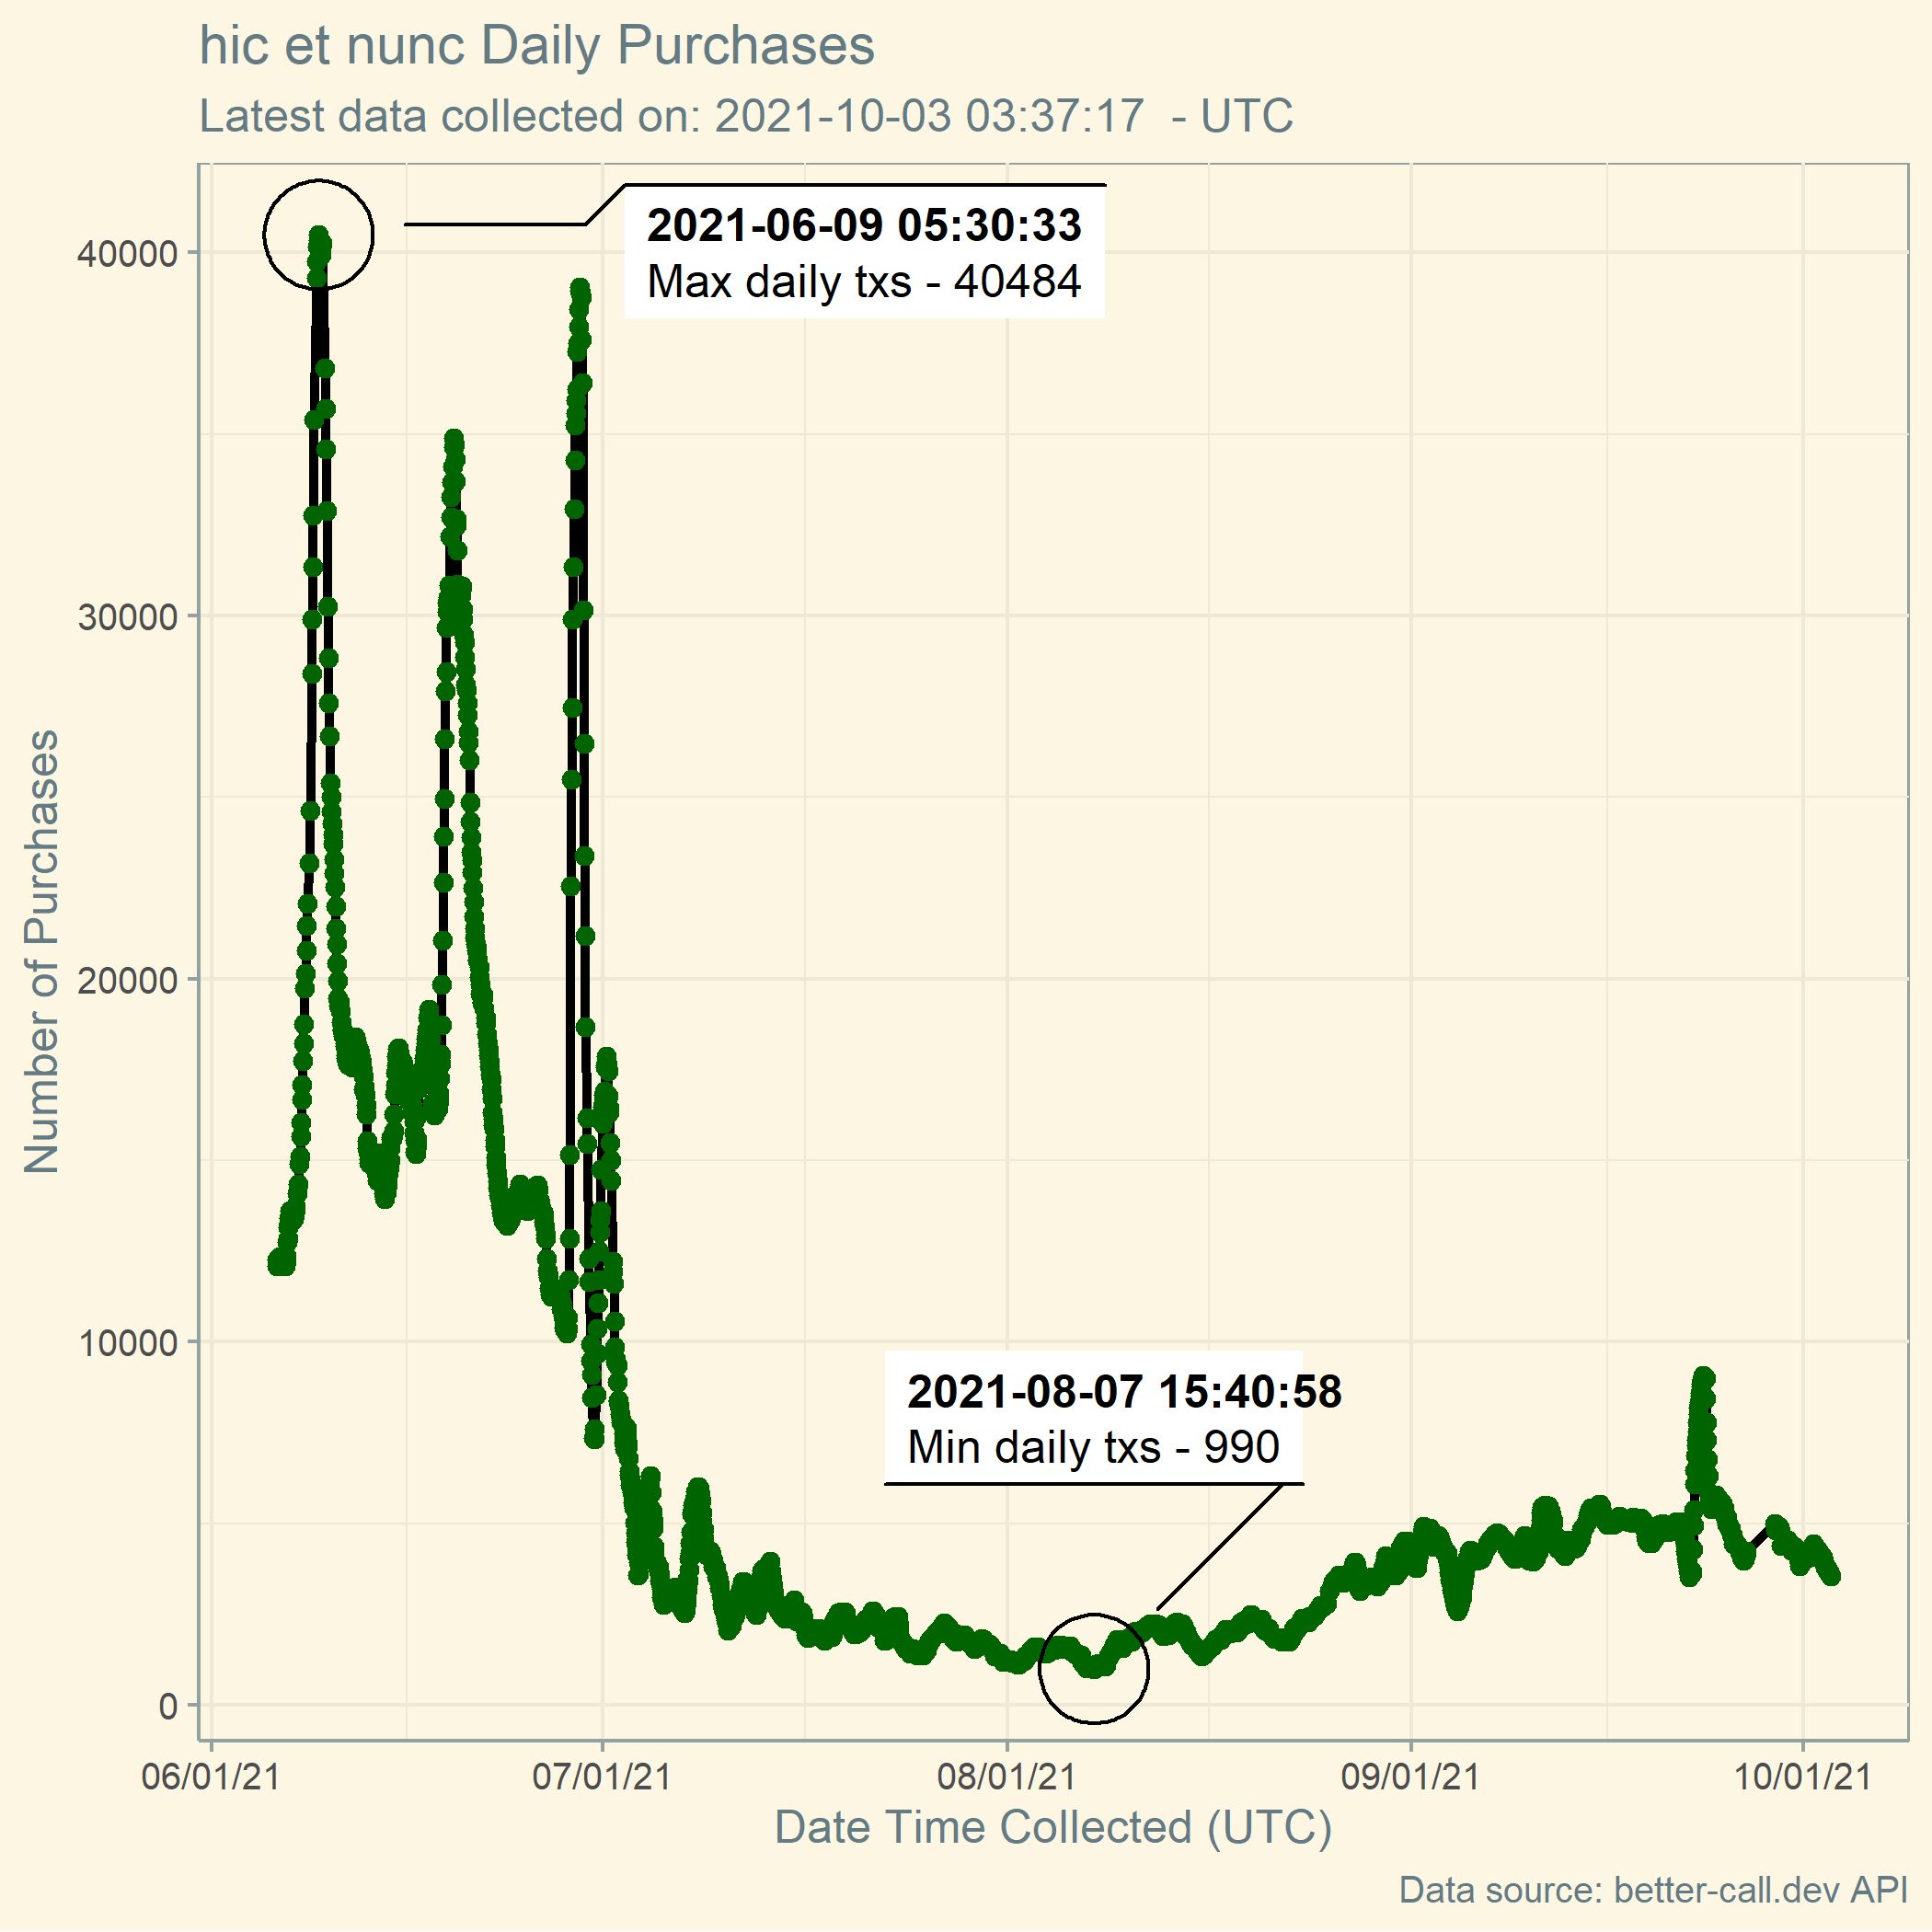 hic et nunc Daily Purchases
Latest data collected on: 2021-10-03 03:37:17  - UTC
2021-06-09 05:30:33
Max daily txs - 40484
40000
30000
20000
10000
0
Number of Purchases
2021-08-07 15:40:58
Min daily txs - 990
06/01/21 07/01/21 08/01/21 09/01/21 10/01/21
Date Time Collected (UTC)
Data source: better-call.dev API